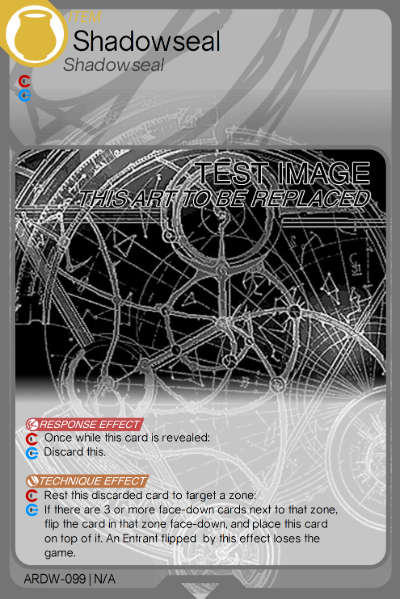 ITEM
Shadowseal
Shadowseal
TEST IMAGE
THIS ART TO BE REPLACED
RESPONSE EFFECT
Once while this card is revealed:
Discard this.
TECHNIQUE EFFECT
Rest this discarded card to target a zone:
If there are 3 or more face-down cards next to that zone,
flip the card in that zone face-down, and place this card
on top of it. An Entrant flipped by this effect loses the
game.
ARDW-099 | N/A